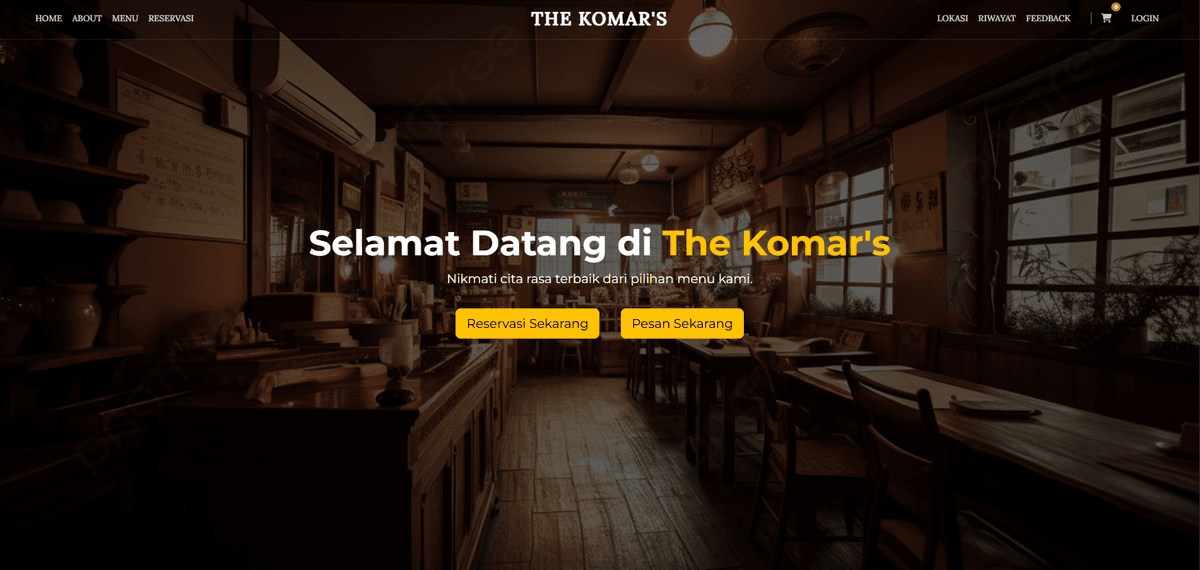 HOME ABOUT MENU RESERVASI THE KOMAR'S LOKASI RIWAYAT FEEDBACK 0 LOGIN
Selamat Datang di The Komar's
Nikmati cita rasa terbaik dari pilihan menu kami.
Reservasi Sekarang Pesan Sekarang